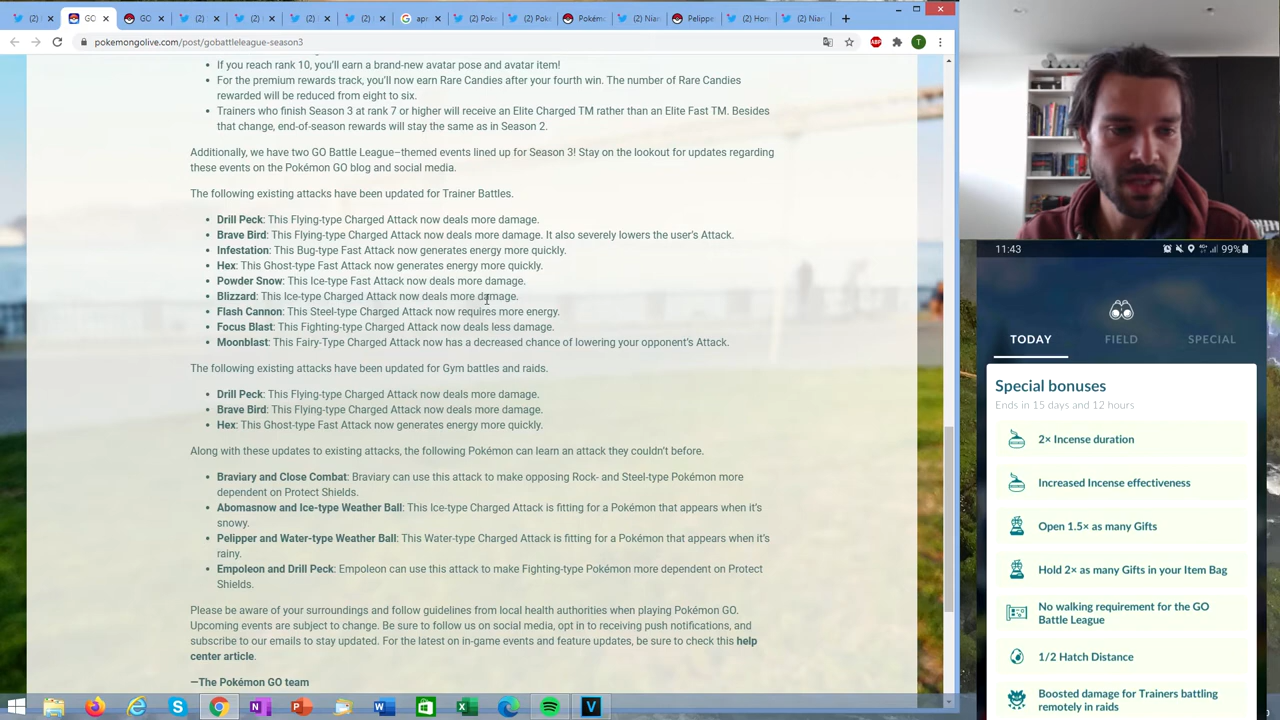 (2)
GO
apre
(2) Poké
(2) Poké
Pokém
(2) Nian
Pelippe
(2) Nian
(2) Nian
pokemongolive.com/post/gobattleleague-season3
ABP
T
If you reach rank 10, you'll earn a brand-new avatar pose and avatar item!
For the premium rewards track, you'll now earn Rare Candies after your fourth win. The number of Rare Candies
rewarded will be reduced from eight to six.
Trainers who finish Season 3 at rank 7 or higher will receive an Elite Charged TM rather than an Elite Fast TM. Besides
that change, end-of-season rewards will stay the same as in Season 2.
Additionally, we have two GO Battle League–themed events lined up for Season 3! Stay on the lookout for updates regarding
these events on the Pokémon GO blog and social media.
The following existing attacks have been updated for Trainer Battles.
Drill Peck: This Flying-type Charged Attack now deals more damage.
Brave Bird: This Flying-type Charged Attack now deals more damage. It also severely lowers the user's Attack.
Infestation: This Bug-type Fast Attack now generates energy more quickly.
Hex: This Ghost-type Fast Attack now generates energy more quickly.
Powder Snow: This Ice-type Fast Attack now deals more damage.
Blizzard: This Ice-type Charged Attack now deals more damage.
Flash Cannon: This Steel-type Charged Attack now requires more energy.
Focus Blast: This Fighting-type Charged Attack now deals less damage.
Moonblast: This Fairy-Type Charged Attack now has a decreased chance of lowering your opponent's Attack.
The following existing attacks have been updated for Gym battles and raids.
Drill Peck: This Flying-type Charged Attack now deals more damage.
Brave Bird: This Flying-type Charged Attack now deals more damage.
Hex: This Ghost-type Fast Attack now generates energy more quickly.
Along with these updates to existing attacks, the following Pokémon can learn an attack they couldn't before.
Braviary and Close Combat: Braviary can use this attack to make opposing Rock- and Steel-type Pokémon more
dependent on Protect Shields.
Abomasnow and Ice-type Weather Ball: This Ice-type Charged Attack is fitting for a Pokémon that appears when it's
snowy.
Pelipper and Water-type Weather Ball: This Water-type Charged Attack is fitting for a Pokémon that appears when it's
rainy.
Empoleon and Drill Peck: Empoleon can use this attack to make Fighting-type Pokémon more dependent on Protect
Shields.
Please be aware of your surroundings and follow guidelines from local health authorities when playing Pokémon GO.
Upcoming events are subject to change. Be sure to follow us on social media, opt in to receiving push notifications, and
subscribe to our emails to stay updated. For the latest on in-game events and feature updates, be sure to check this help
center article.
—The Pokémon GO team
11:43
99%
TODAY
FIELD
SPECIAL
Special bonuses
Ends in 15 days and 12 hours
2× Incense duration
Increased Incense effectiveness
Open 1.5× as many Gifts
Hold 2× as many Gifts in your Item Bag
No walking requirement for the GO
Battle League
1/2 Hatch Distance
Boosted damage for Trainers battling
remotely in raids